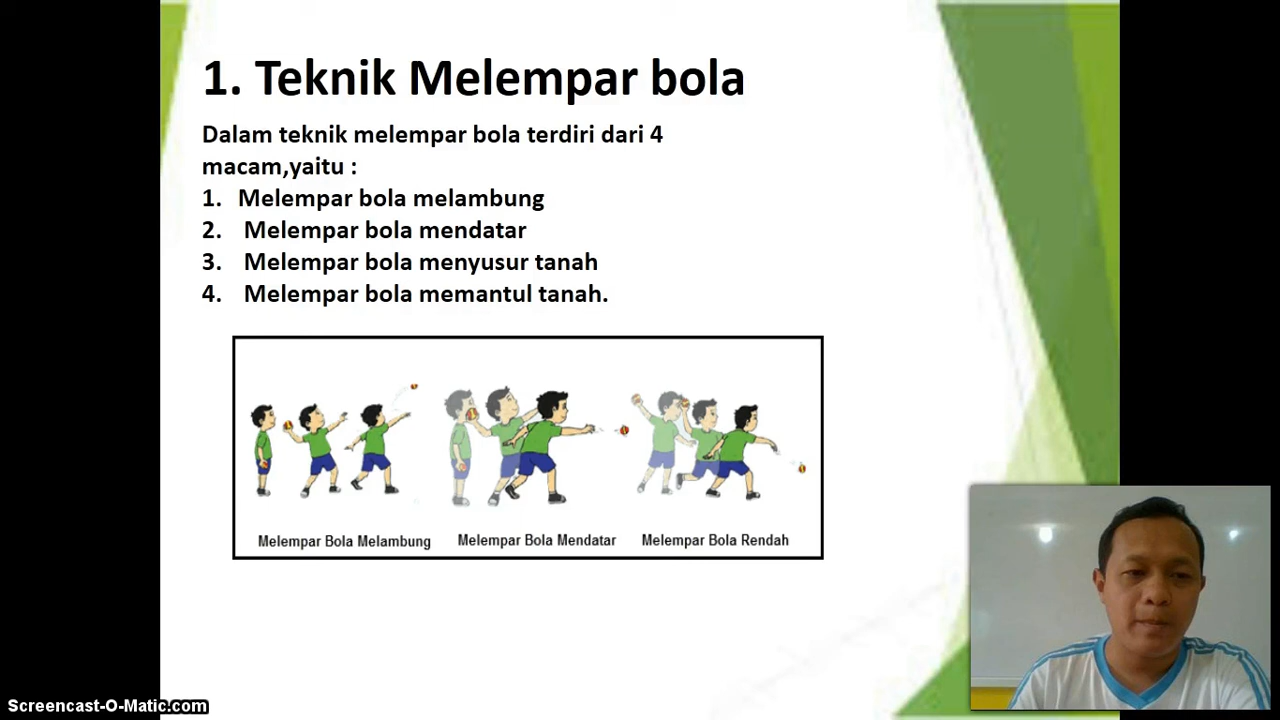 1. Teknik Melempar bola
Dalam teknik melempar bola terdiri dari 4
macam,yaitu :
1. Melempar bola melambung
2. Melempar bola mendatar
3. Melempar bola menyusur tanah
4. Melempar bola memantul tanah.
Melempar Bola Melambung
Melempar Bola Mendatar
Melempar Bola Rendah
Screencast-O-Matic.com